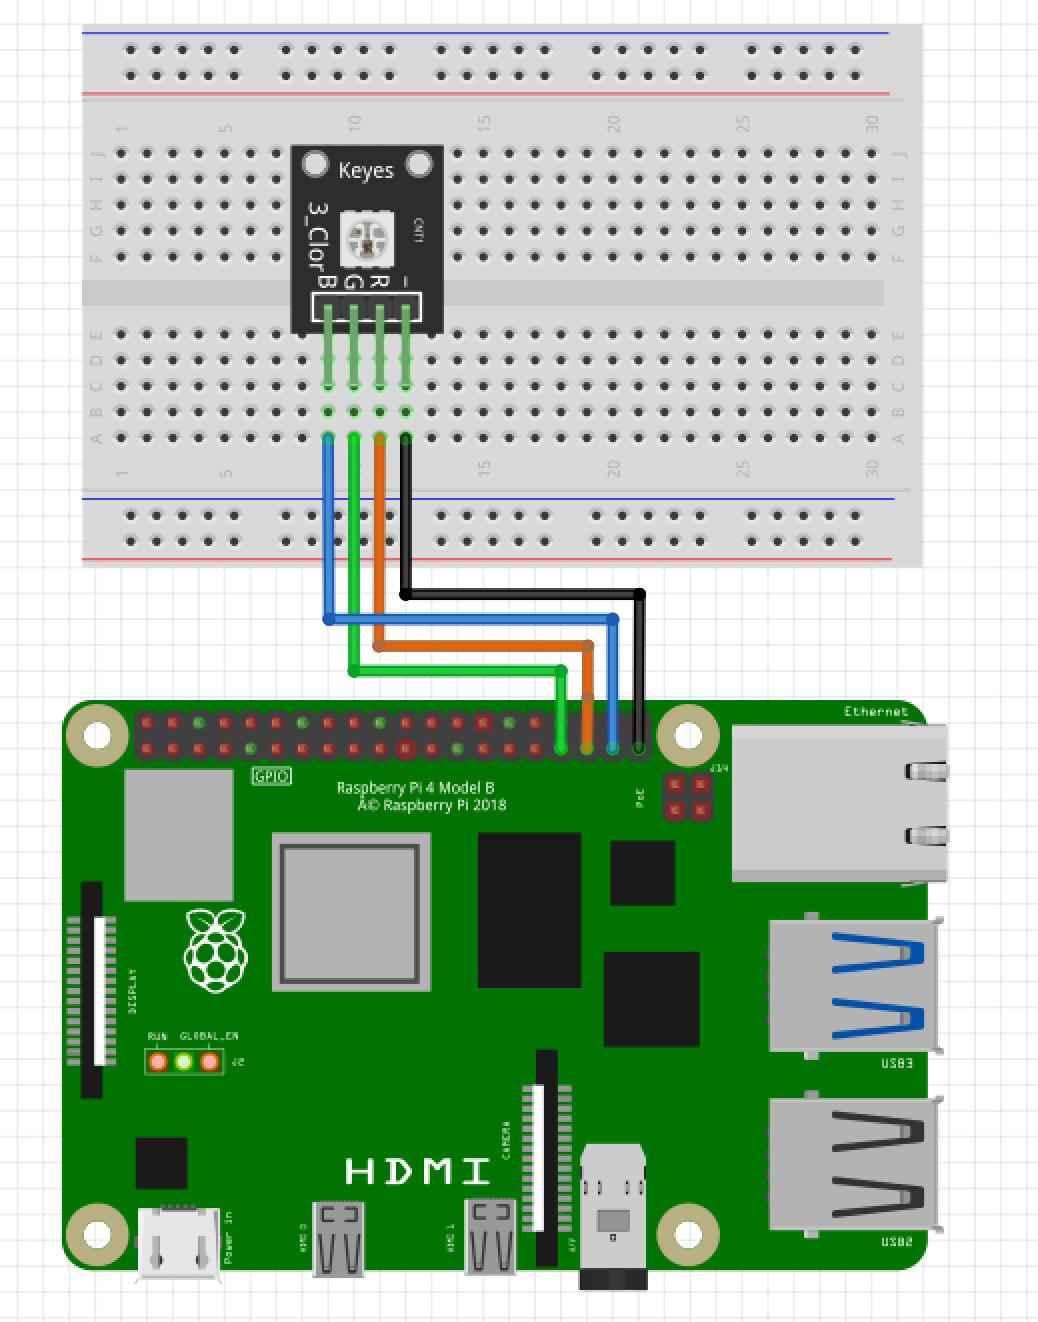 1 5 10 15 20 25 30
J J
I I
H H
G G
F F
Keyes
3_Clor
CNT1
B G R -
E E
D D
C C
B B
A A
1 5 15 20 25 30
Ethernet
GPIO
J14
Raspberry Pi 4 Model B
© Raspberry Pi 2018
PoE
DISPLAY
RUN GLOBAL_EN
J2
USB3
CAMERA
HDMI
Power in
HDMI 0
HDMI 1
A/V
USB2